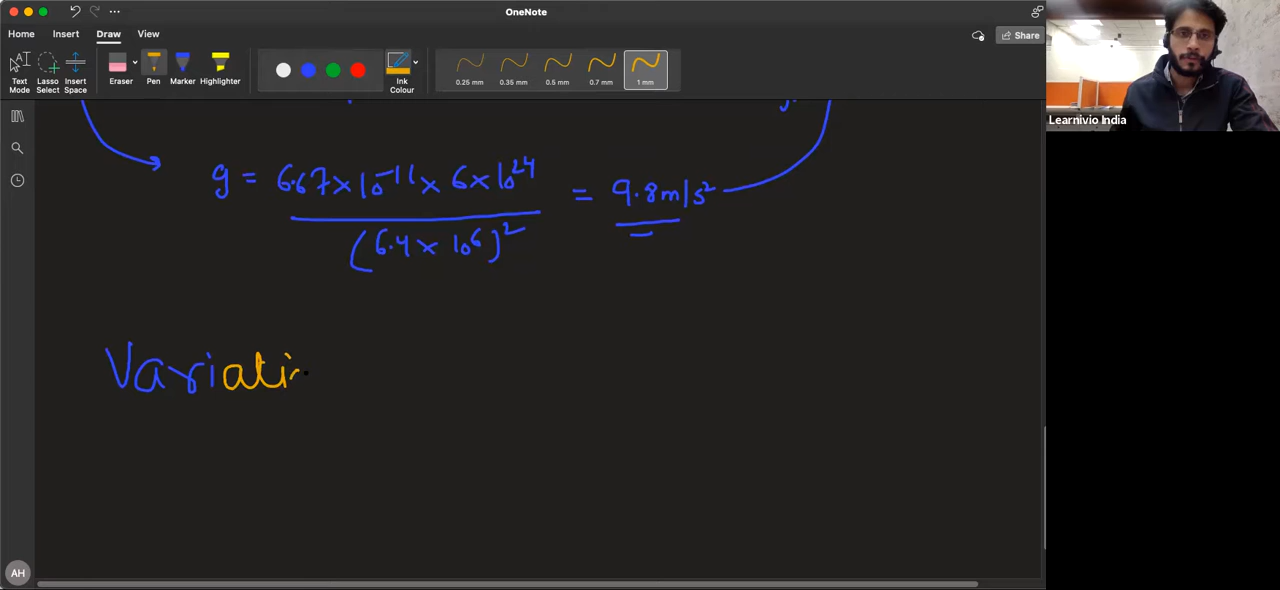 OneNote
Home Insert Draw View
Share
Text Mode
Lasso Select
Insert Space
Eraser
Pen
Marker
Highlighter
Ink Colour
0.25 mm
0.35 mm
0.5 mm
0.7 mm
1 mm
Learnivio India
g = 6.67 × 10⁻¹¹ × 6 × 10²⁴ = 9.8 m/s²
(6.4 × 10⁶)²
Variati
AH